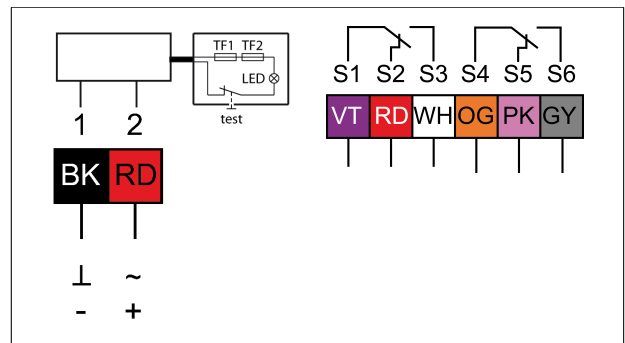 TF1 TF2
LED
test
1 2
BK RD
⊥ ~
- +
S1 S2 S3 S4 S5 S6
VT RD WH OG PK GY